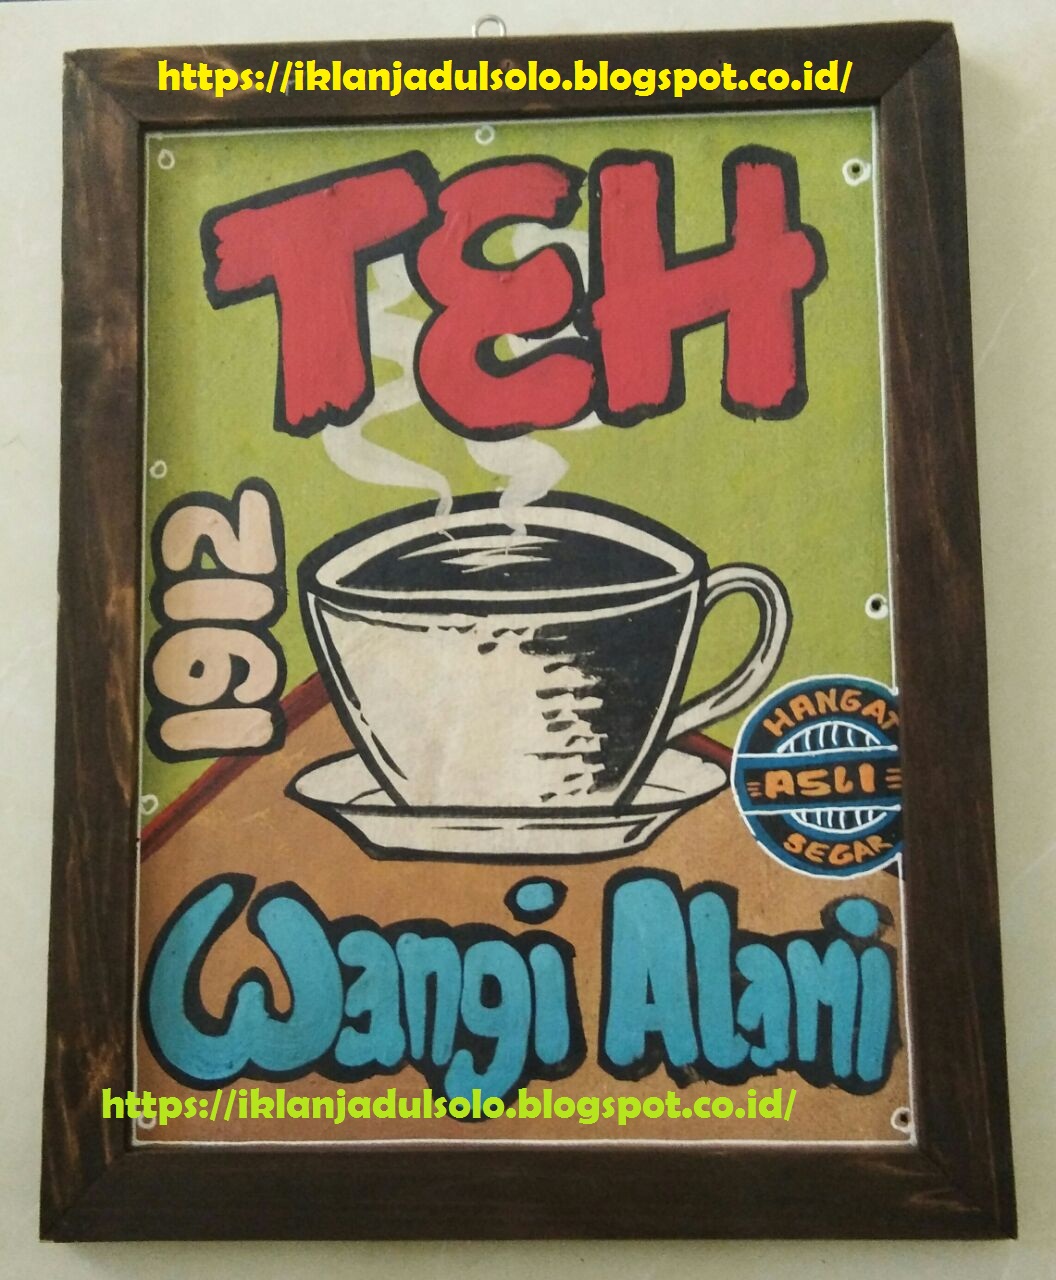 https://iklanjadulsolo.blogspot.co.id/
TEH
1912
HANGAT
ASLI
SEGAR
Wangi Alami
https://iklanjadulsolo.blogspot.co.id/